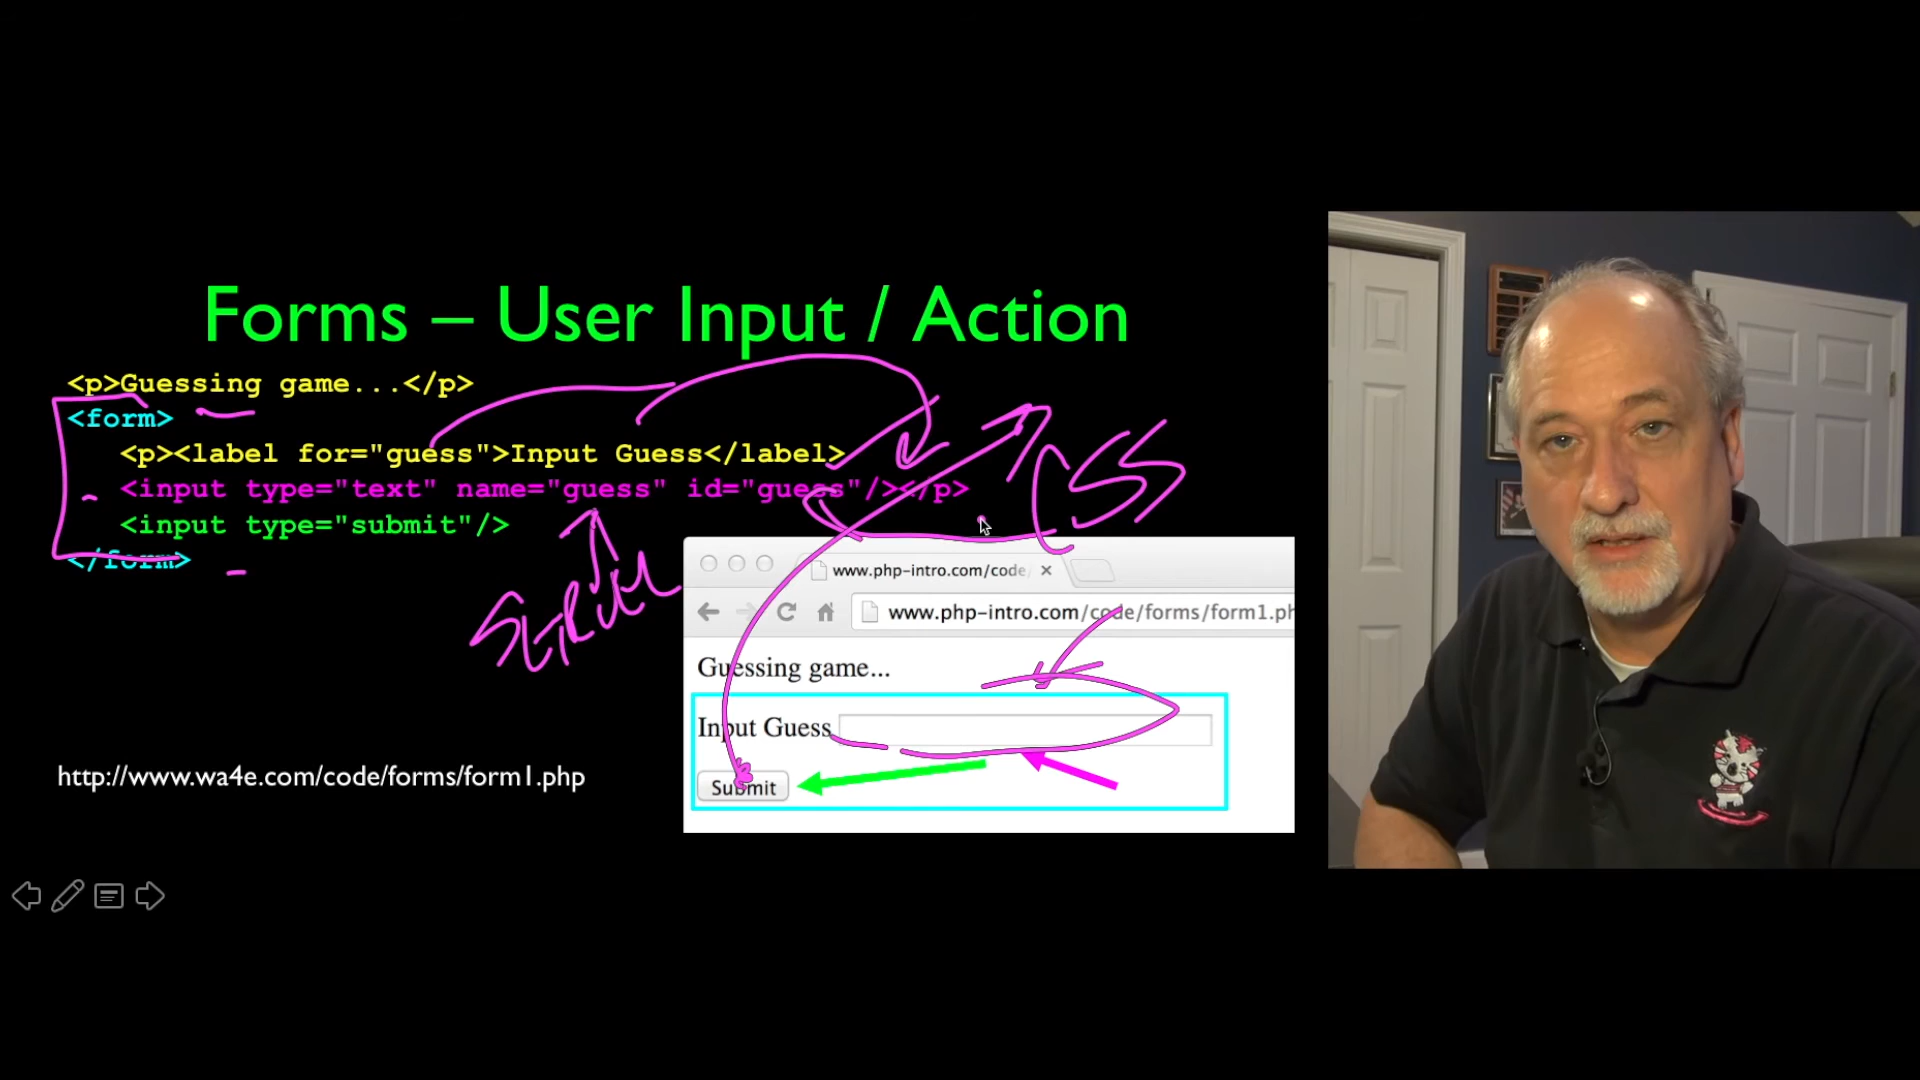 Forms – User Input / Action
<p>Guessing game...</p>
<form>
<p><label for="guess">Input Guess</label>
<input type="text" name="guess" id="guess"/></p>
<input type="submit"/>
</form>
CSS
www.php-intro.com/code
www.php-intro.com/code/forms/form1.ph
Guessing game...
Input Guess
Submit
http://www.wa4e.com/code/forms/form1.php